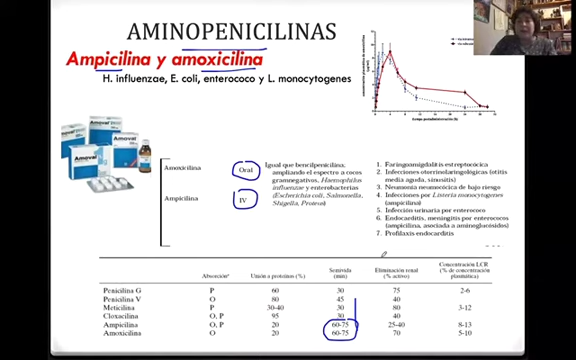 AMINOPENICILINAS
Ampicilina y amoxicilina
H. influenzae, E. coli, enterococo y L. monocytogenes
Amoval
Amoval
Amoval
Amoxicilina
Oral
Igual que bencilpenicilina,
ampliando el espectro a cocos
gramnegativos, Haemophilus
influenzae y enterobacterias
(Escherichia coli, Salmonella,
Shigella, Proteus)
Ampicilina
IV
1. Faringoamigdalitis estreptocócica
2. Infecciones otorrinolaringológicas (otitis
media aguda, sinusitis)
3. Neumonía neumocócica de bajo riesgo
4. Infecciones por Listeria monocytogenes
(ampicilina)
5. Infección urinaria por enterococo
6. Endocarditis, meningitis por enterococos
(ampicilina, asociada a aminoglucósidos)
7. Profilaxis endocarditis
Absorciónª Unión a proteínas (%) Semivida (min) Eliminación renal (% activo) Concentración LCR (% de concentración plasmática)
Penicilina G P 60 30 75 2-6
Penicilina V O 80 45 40
Meticilina P 30-40 30 80 3-12
Cloxacilina O, P 95 30 40
Ampicilina O, P 20 60-75 25-40 8-13
Amoxicilina O 20 60-75 70 5-10